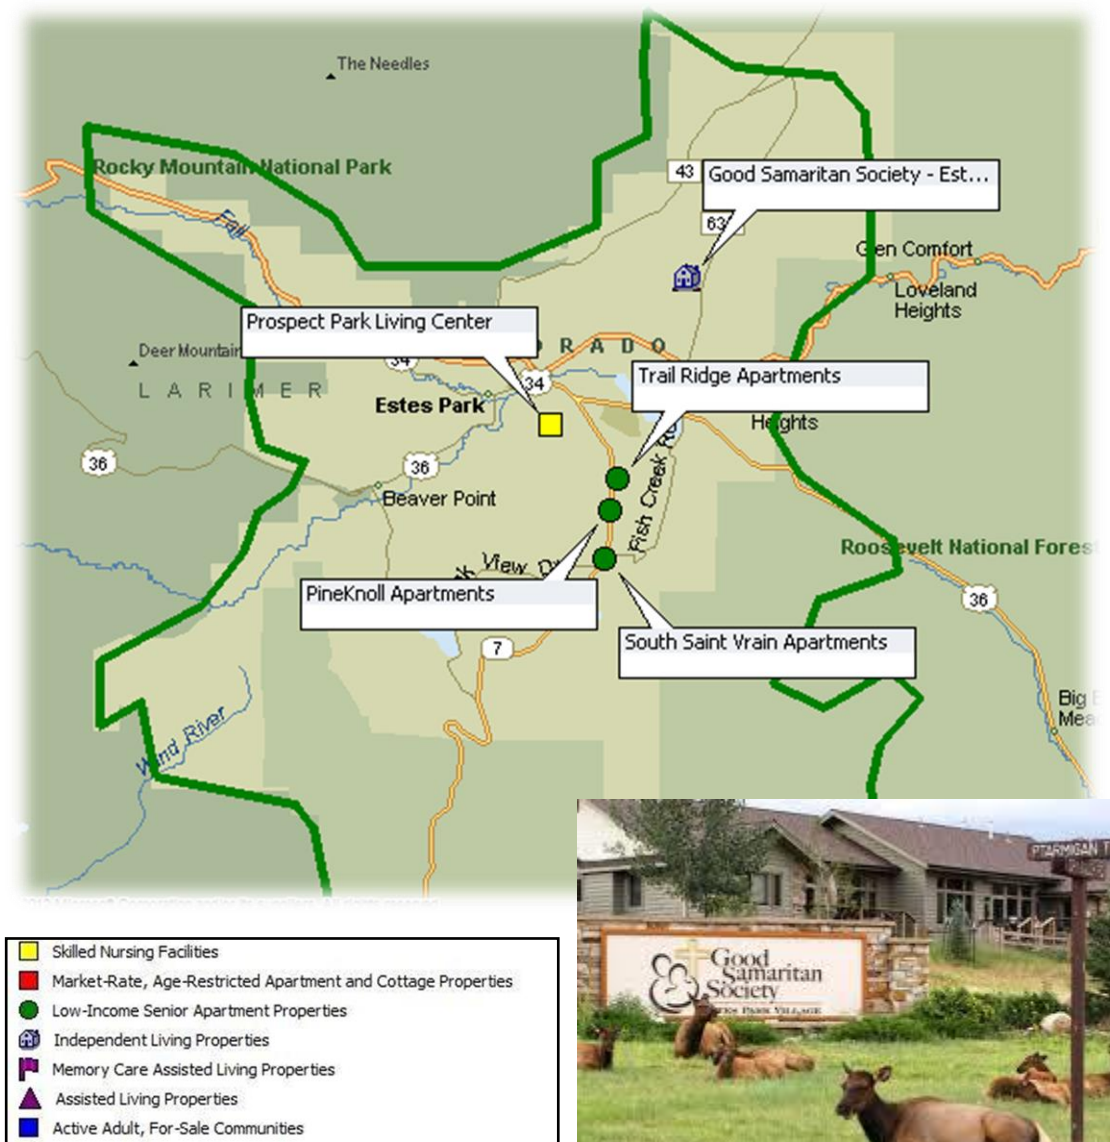 The Needles
Rocky Mountain National Park
43
Good Samaritan Society - Est...
63
Fall
Glen Comfort
Loveland
Heights
Prospect Park Living Center
Deer Mountain
34
O R A D O
L A R I M E R
34
Trail Ridge Apartments
Estes Park
Heights
36
36
Beaver Point
Fish Creek
Roosevelt National Forest
View
PineKnoll Apartments
36
South Saint Vrain Apartments
7
Big
Wind River
Skilled Nursing Facilities
Market-Rate, Age-Restricted Apartment and Cottage Properties
Low-Income Senior Apartment Properties
Independent Living Properties
Memory Care Assisted Living Properties
Assisted Living Properties
Active Adult, For-Sale Communities
PTARMIGAN
Good
Samaritan
Society
PARK VILLAGE